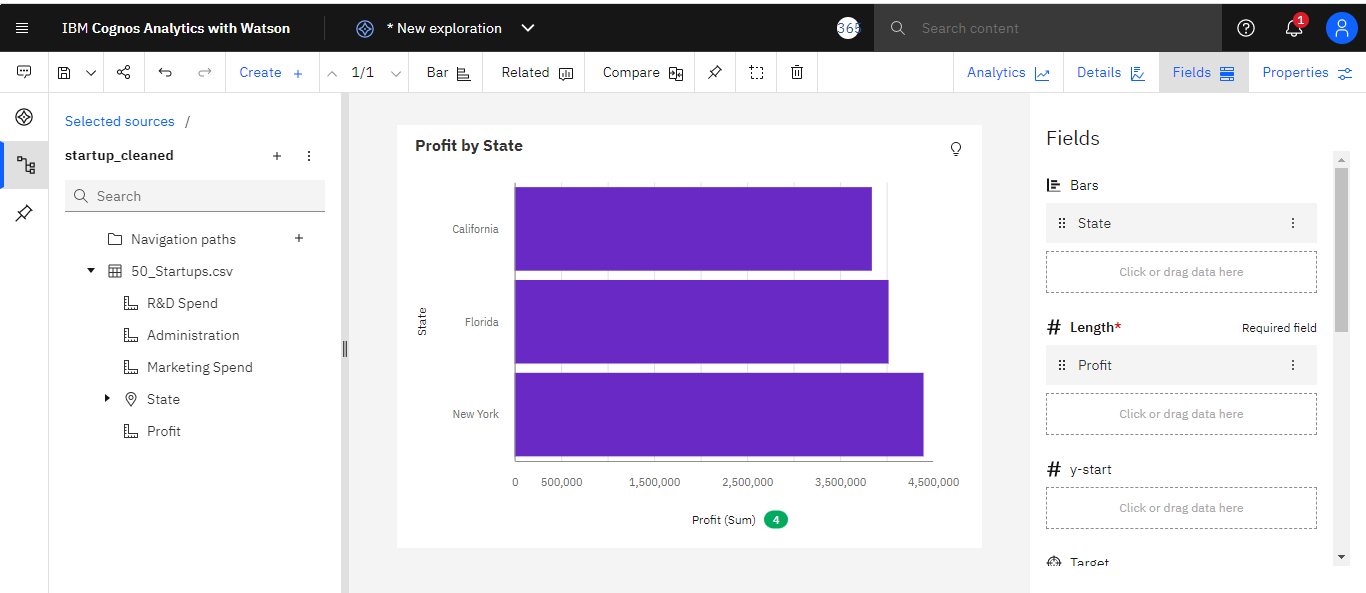 IBM Cognos Analytics with Watson
* New exploration
365
Search content
1
Create +
1/1
Bar
Related
Compare
Analytics
Details
Fields
Properties
Selected sources /
startup_cleaned
Search
Navigation paths
50_Startups.csv
R&D Spend
Administration
Marketing Spend
State
Profit
Profit by State
State
California
Florida
New York
0 500,000 1,500,000 2,500,000 3,500,000 4,500,000
Profit (Sum) 4
Fields
Bars
State
Click or drag data here
# Length* Required field
Profit
Click or drag data here
# y-start
Click or drag data here
Target